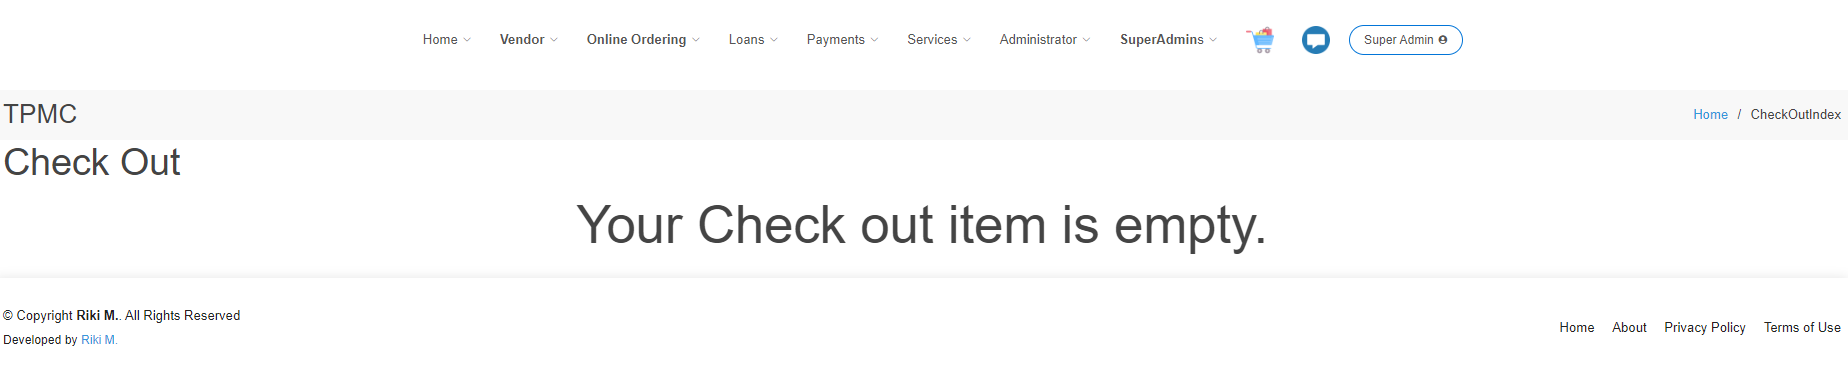 Home Vendor Online Ordering Loans Payments Services Administrator SuperAdmins Super Admin
TPMC
Home / CheckOutIndex
Check Out
Your Check out item is empty.
© Copyright Riki M.. All Rights Reserved
Developed by Riki M.
Home About Privacy Policy Terms of Use